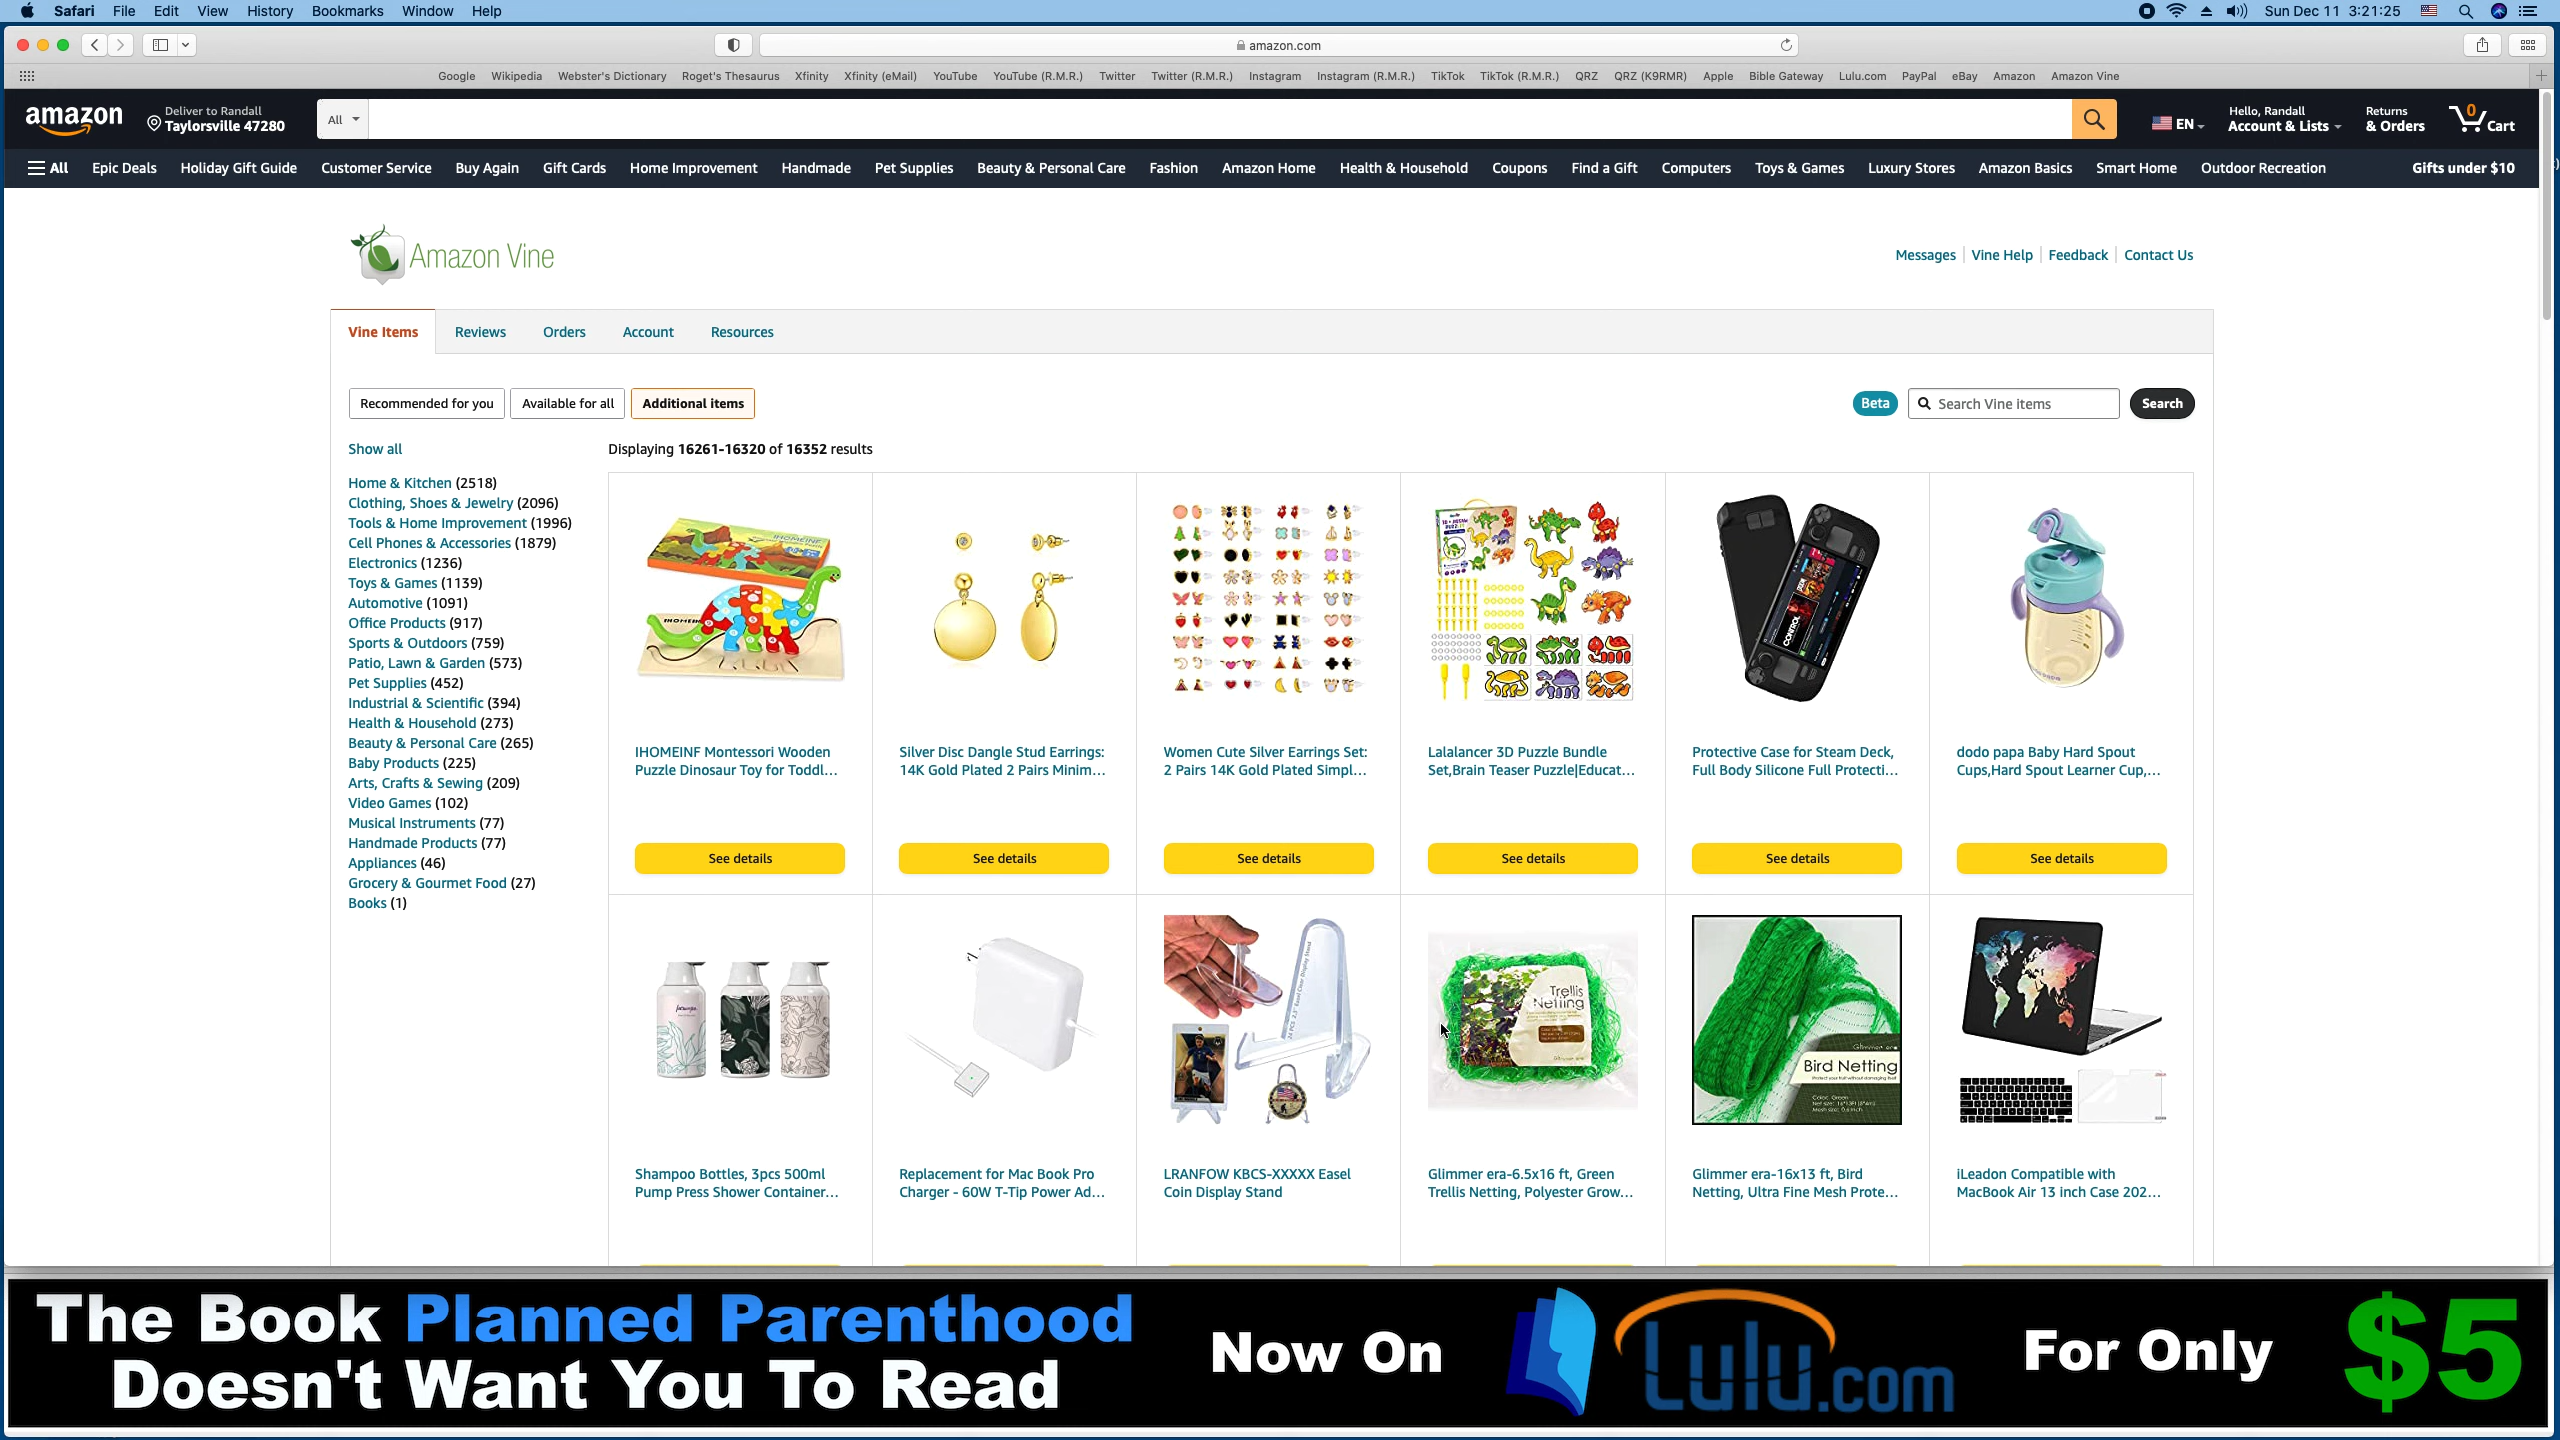 Safari File Edit View History Bookmarks Window Help
Sun Dec 11 3:21:25
amazon.com
Google Wikipedia Webster's Dictionary Roget's Thesaurus Xfinity Xfinity (eMail) YouTube YouTube (R.M.R.) Twitter Twitter (R.M.R.) Instagram Instagram (R.M.R.) TikTok TikTok (R.M.R.) QRZ QRZ (K9RMR) Apple Bible Gateway Lulu.com PayPal eBay Amazon Amazon Vine
amazon
Deliver to Randall
Taylorsville 47280
All
EN
Hello, Randall
Account & Lists
Returns
& Orders
0
Cart
All Epic Deals Holiday Gift Guide Customer Service Buy Again Gift Cards Home Improvement Handmade Pet Supplies Beauty & Personal Care Fashion Amazon Home Health & Household Coupons Find a Gift Computers Toys & Games Luxury Stores Amazon Basics Smart Home Outdoor Recreation Gifts under $10
Amazon Vine
Messages Vine Help Feedback Contact Us
Vine Items Reviews Orders Account Resources
Recommended for you Available for all Additional items
Beta Search Vine items Search
Show all
Displaying 16261-16320 of 16352 results
Home & Kitchen (2518)
Clothing, Shoes & Jewelry (2096)
Tools & Home Improvement (1996)
Cell Phones & Accessories (1879)
Electronics (1236)
Toys & Games (1139)
Automotive (1091)
Office Products (917)
Sports & Outdoors (759)
Patio, Lawn & Garden (573)
Pet Supplies (452)
Industrial & Scientific (394)
Health & Household (273)
Beauty & Personal Care (265)
Baby Products (225)
Arts, Crafts & Sewing (209)
Video Games (102)
Musical Instruments (77)
Handmade Products (77)
Appliances (46)
Grocery & Gourmet Food (27)
Books (1)
IHOMEINF
CONTROL
IHOMEINF Montessori Wooden
Puzzle Dinosaur Toy for Toddl...
Silver Disc Dangle Stud Earrings:
14K Gold Plated 2 Pairs Minim...
Women Cute Silver Earrings Set:
2 Pairs 14K Gold Plated Simpl...
Lalalancer 3D Puzzle Bundle
Set,Brain Teaser Puzzle|Educat...
Protective Case for Steam Deck,
Full Body Silicone Full Protecti...
dodo papa Baby Hard Spout
Cups,Hard Spout Learner Cup,...
See details See details See details See details See details See details
Trellis
Netting
Bird Netting
Shampoo Bottles, 3pcs 500ml
Pump Press Shower Container...
Replacement for Mac Book Pro
Charger - 60W T-Tip Power Ad...
LRANFOW KBCS-XXXXX Easel
Coin Display Stand
Glimmer era-6.5x16 ft, Green
Trellis Netting, Polyester Grow...
Glimmer era-16x13 ft, Bird
Netting, Ultra Fine Mesh Prote...
iLeadon Compatible with
MacBook Air 13 inch Case 202...
The Book Planned Parenthood
Doesn't Want You To Read
Now On
Lulu.com
For Only
$5